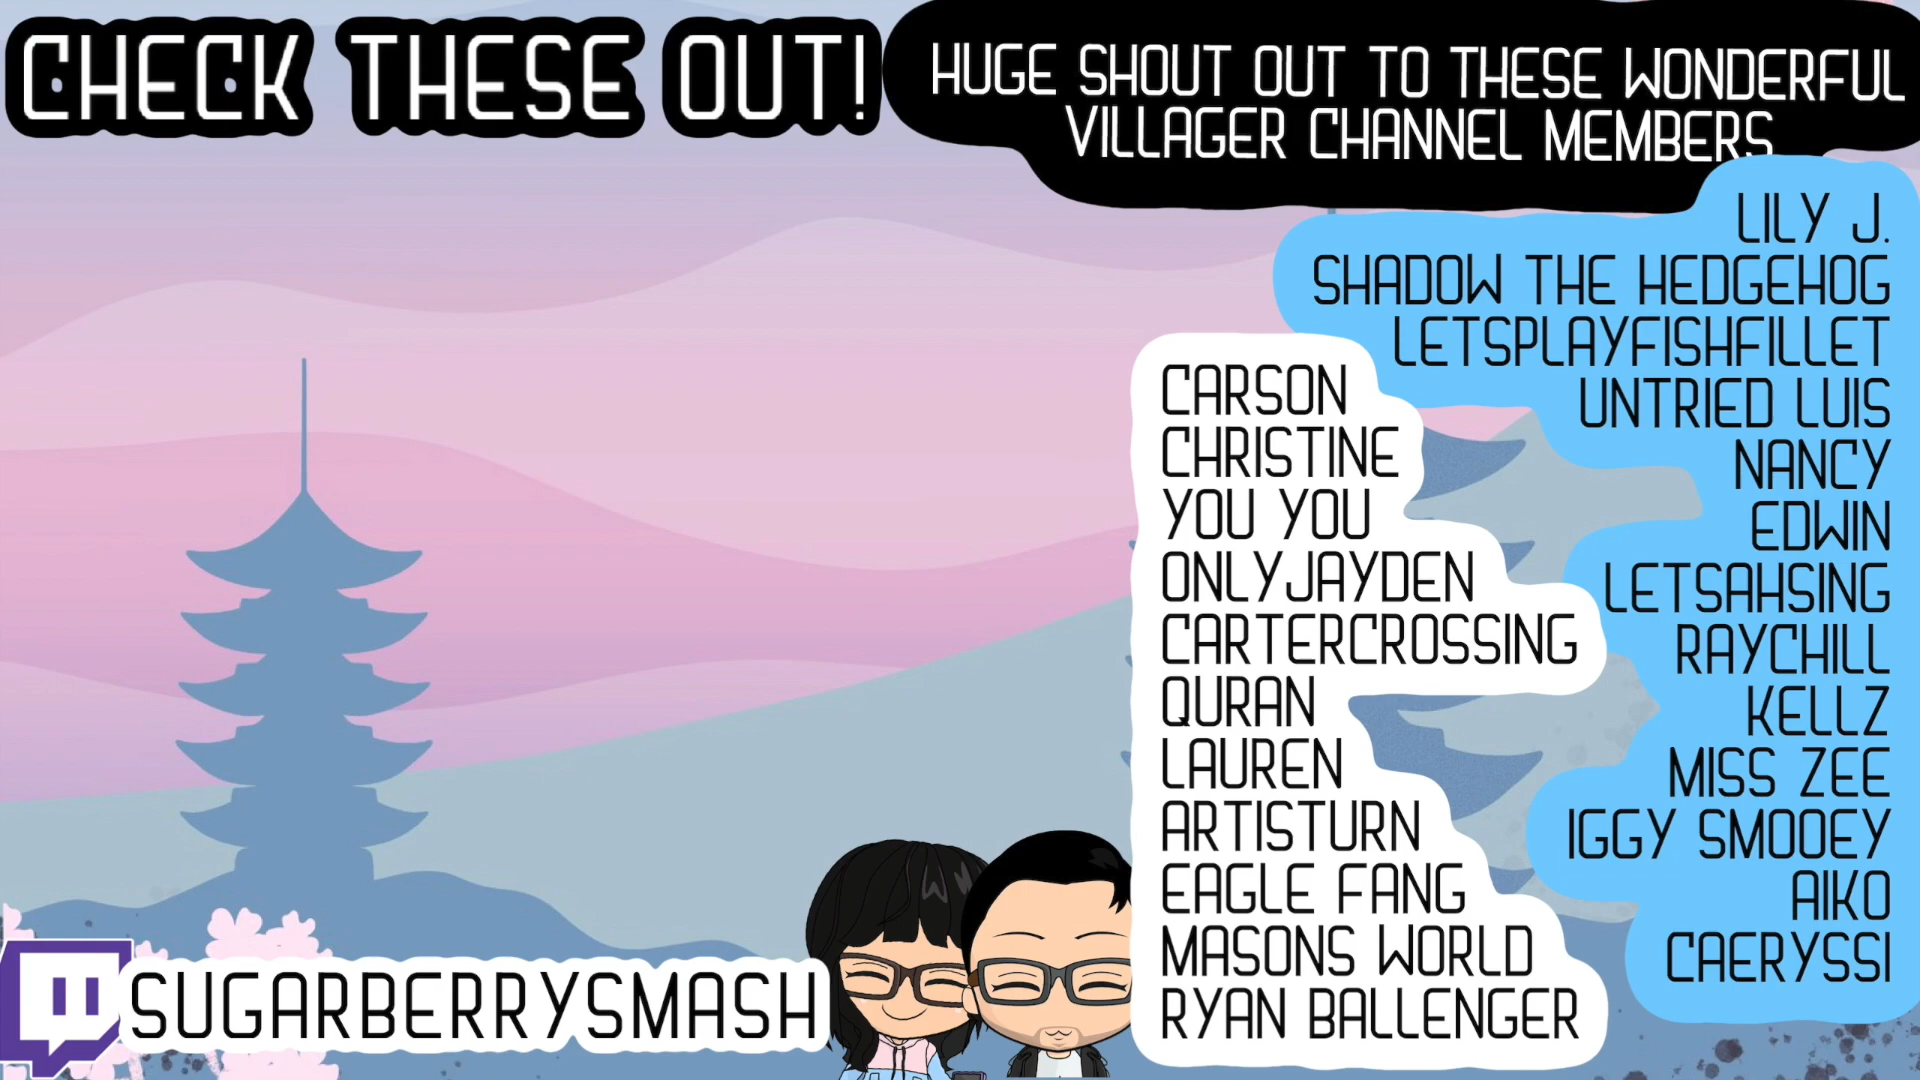 CHECK THESE OUT!
HUGE SHOUT OUT TO THESE WONDERFUL
VILLAGER CHANNEL MEMBERS
LILY J.
SHADOW THE HEDGEHOG
LETSPLAYFISHFILLET
UNTRIED LUIS
NANCY
EDWIN
LETSAHSING
RAYCHILL
KELLZ
MISS ZEE
IGGY SMOOEY
AIKO
CAERYSSI
CARSON
CHRISTINE
YOU YOU
ONLYJAYDEN
CARTERCROSSING
QURAN
LAUREN
ARTISTURN
EAGLE FANG
MASONS WORLD
RYAN BALLENGER
SUGARBERRYSMASH